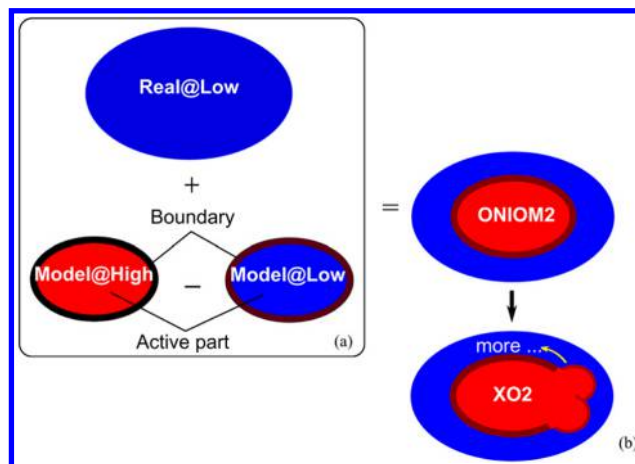 Real@Low
+
Boundary
Model@High
−
Model@Low
Active part
(a)
=
ONIOM2
more ...
XO2
(b)